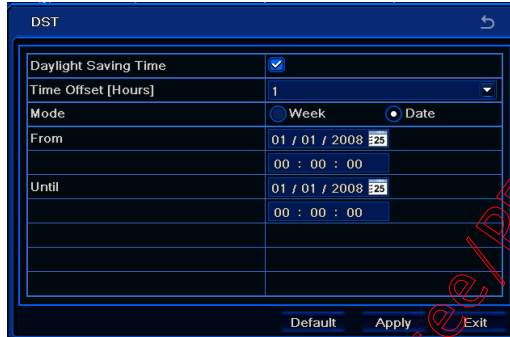 DST
Daylight Saving Time
Time Offset [Hours] 1
Mode Week Date
From 01 / 01 / 2008 25
00 : 00 : 00
Until 01 / 01 / 2008 25
00 : 00 : 00
Default Apply Exit